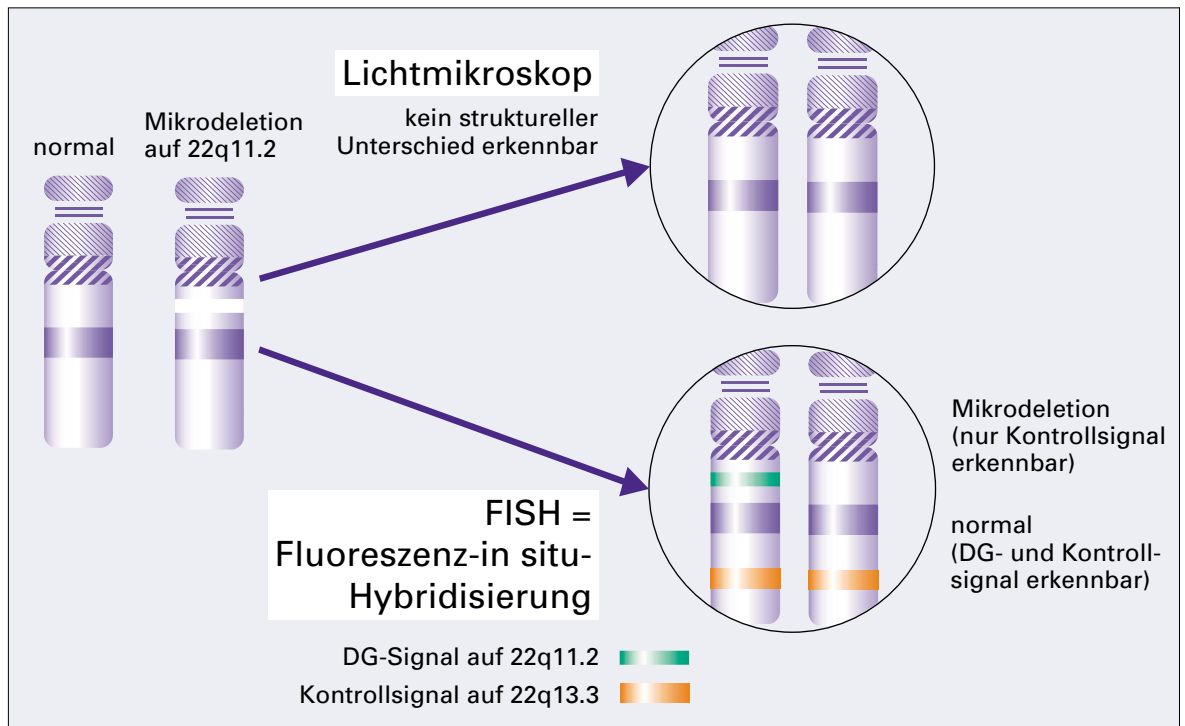 Lichtmikroskop
kein struktureller
Unterschied erkennbar
normal
Mikrodeletion
auf 22q11.2
Mikrodeletion
(nur Kontrollsignal
erkennbar)
normal
(DG- und Kontroll-
signal erkennbar)
FISH =
Fluoreszenz-in situ-
Hybridisierung
DG-Signal auf 22q11.2
Kontrollsignal auf 22q13.3